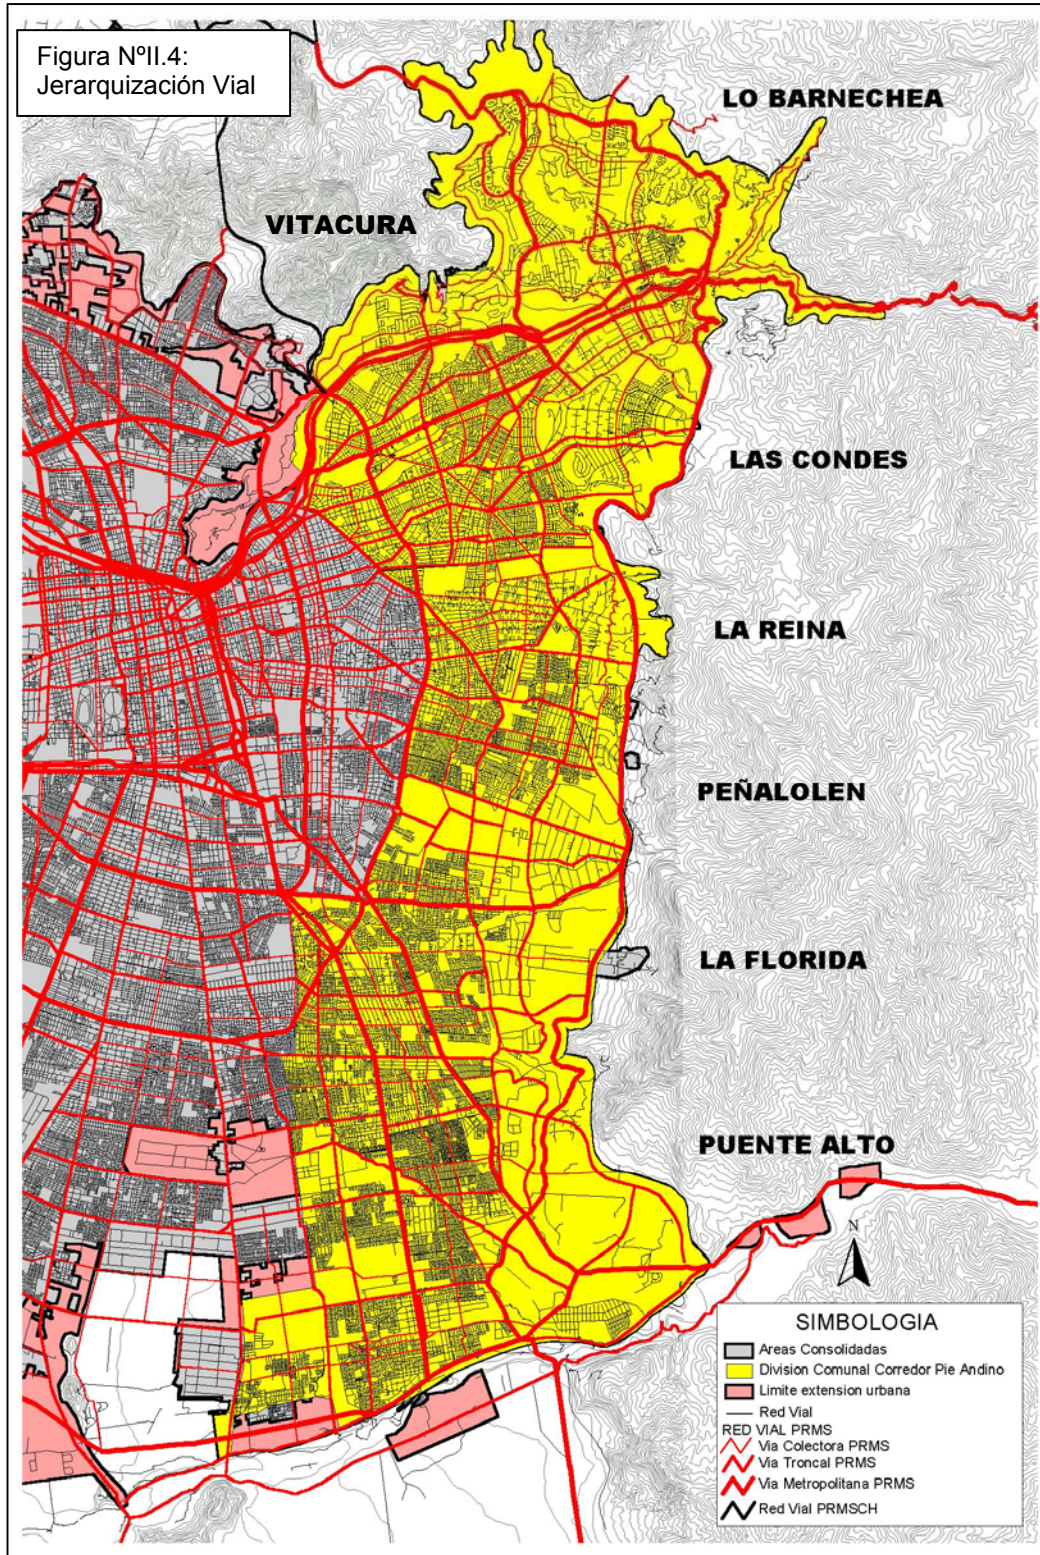 Figura NºII.4:
Jerarquización Vial
LO BARNECHEA
VITACURA
LAS CONDES
LA REINA
PEÑALOLEN
LA FLORIDA
PUENTE ALTO
N
SIMBOLOGIA
Areas Consolidadas
Division Comunal Corredor Pie Andino
Limite extension urbana
Red Vial
RED VIAL PRMS
Via Colectora PRMS
Via Troncal PRMS
Via Metropolitana PRMS
Red Vial PRMSCH